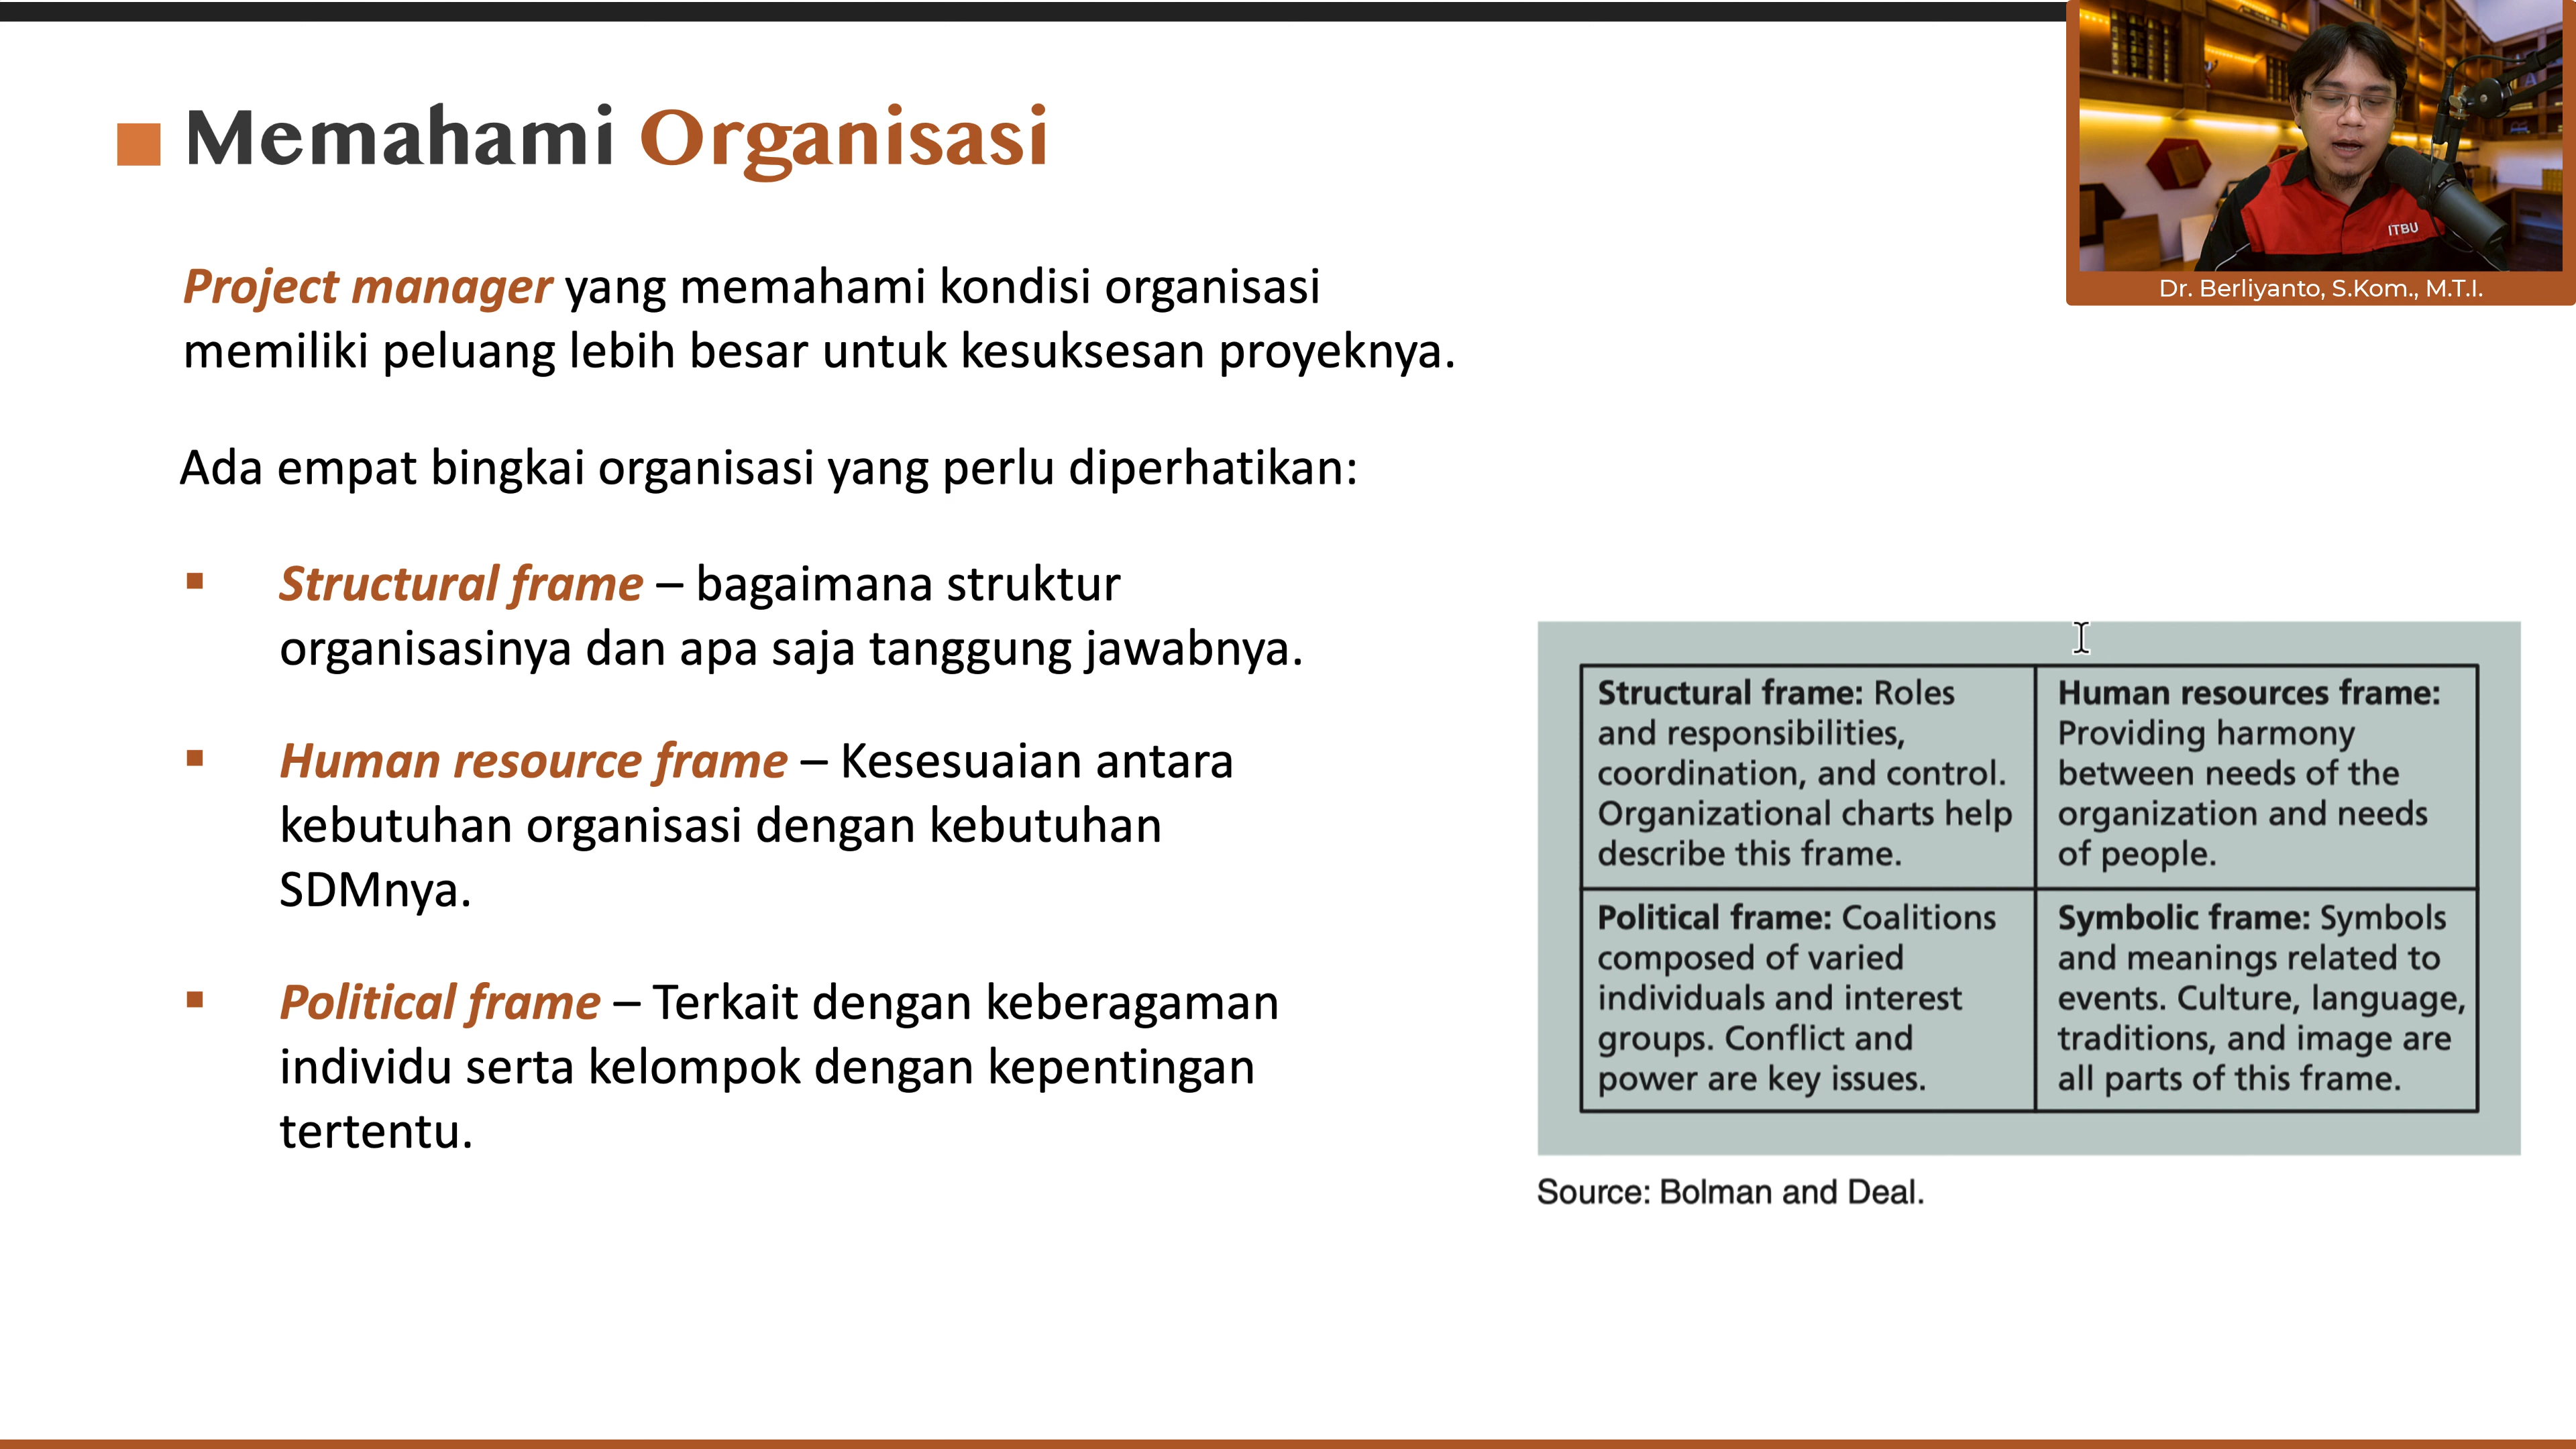 Memahami Organisasi
Project manager yang memahami kondisi organisasi
memiliki peluang lebih besar untuk kesuksesan proyeknya.
Ada empat bingkai organisasi yang perlu diperhatikan:
Structural frame – bagaimana struktur
organisasinya dan apa saja tanggung jawabnya.
Human resource frame – Kesesuaian antara
kebutuhan organisasi dengan kebutuhan
SDMnya.
Political frame – Terkait dengan keberagaman
individu serta kelompok dengan kepentingan
tertentu.
ITBU
Dr. Berliyanto, S.Kom., M.T.I.
Structural frame: Roles
and responsibilities,
coordination, and control.
Organizational charts help
describe this frame.
Human resources frame:
Providing harmony
between needs of the
organization and needs
of people.
Political frame: Coalitions
composed of varied
individuals and interest
groups. Conflict and
power are key issues.
Symbolic frame: Symbols
and meanings related to
events. Culture, language,
traditions, and image are
all parts of this frame.
Source: Bolman and Deal.